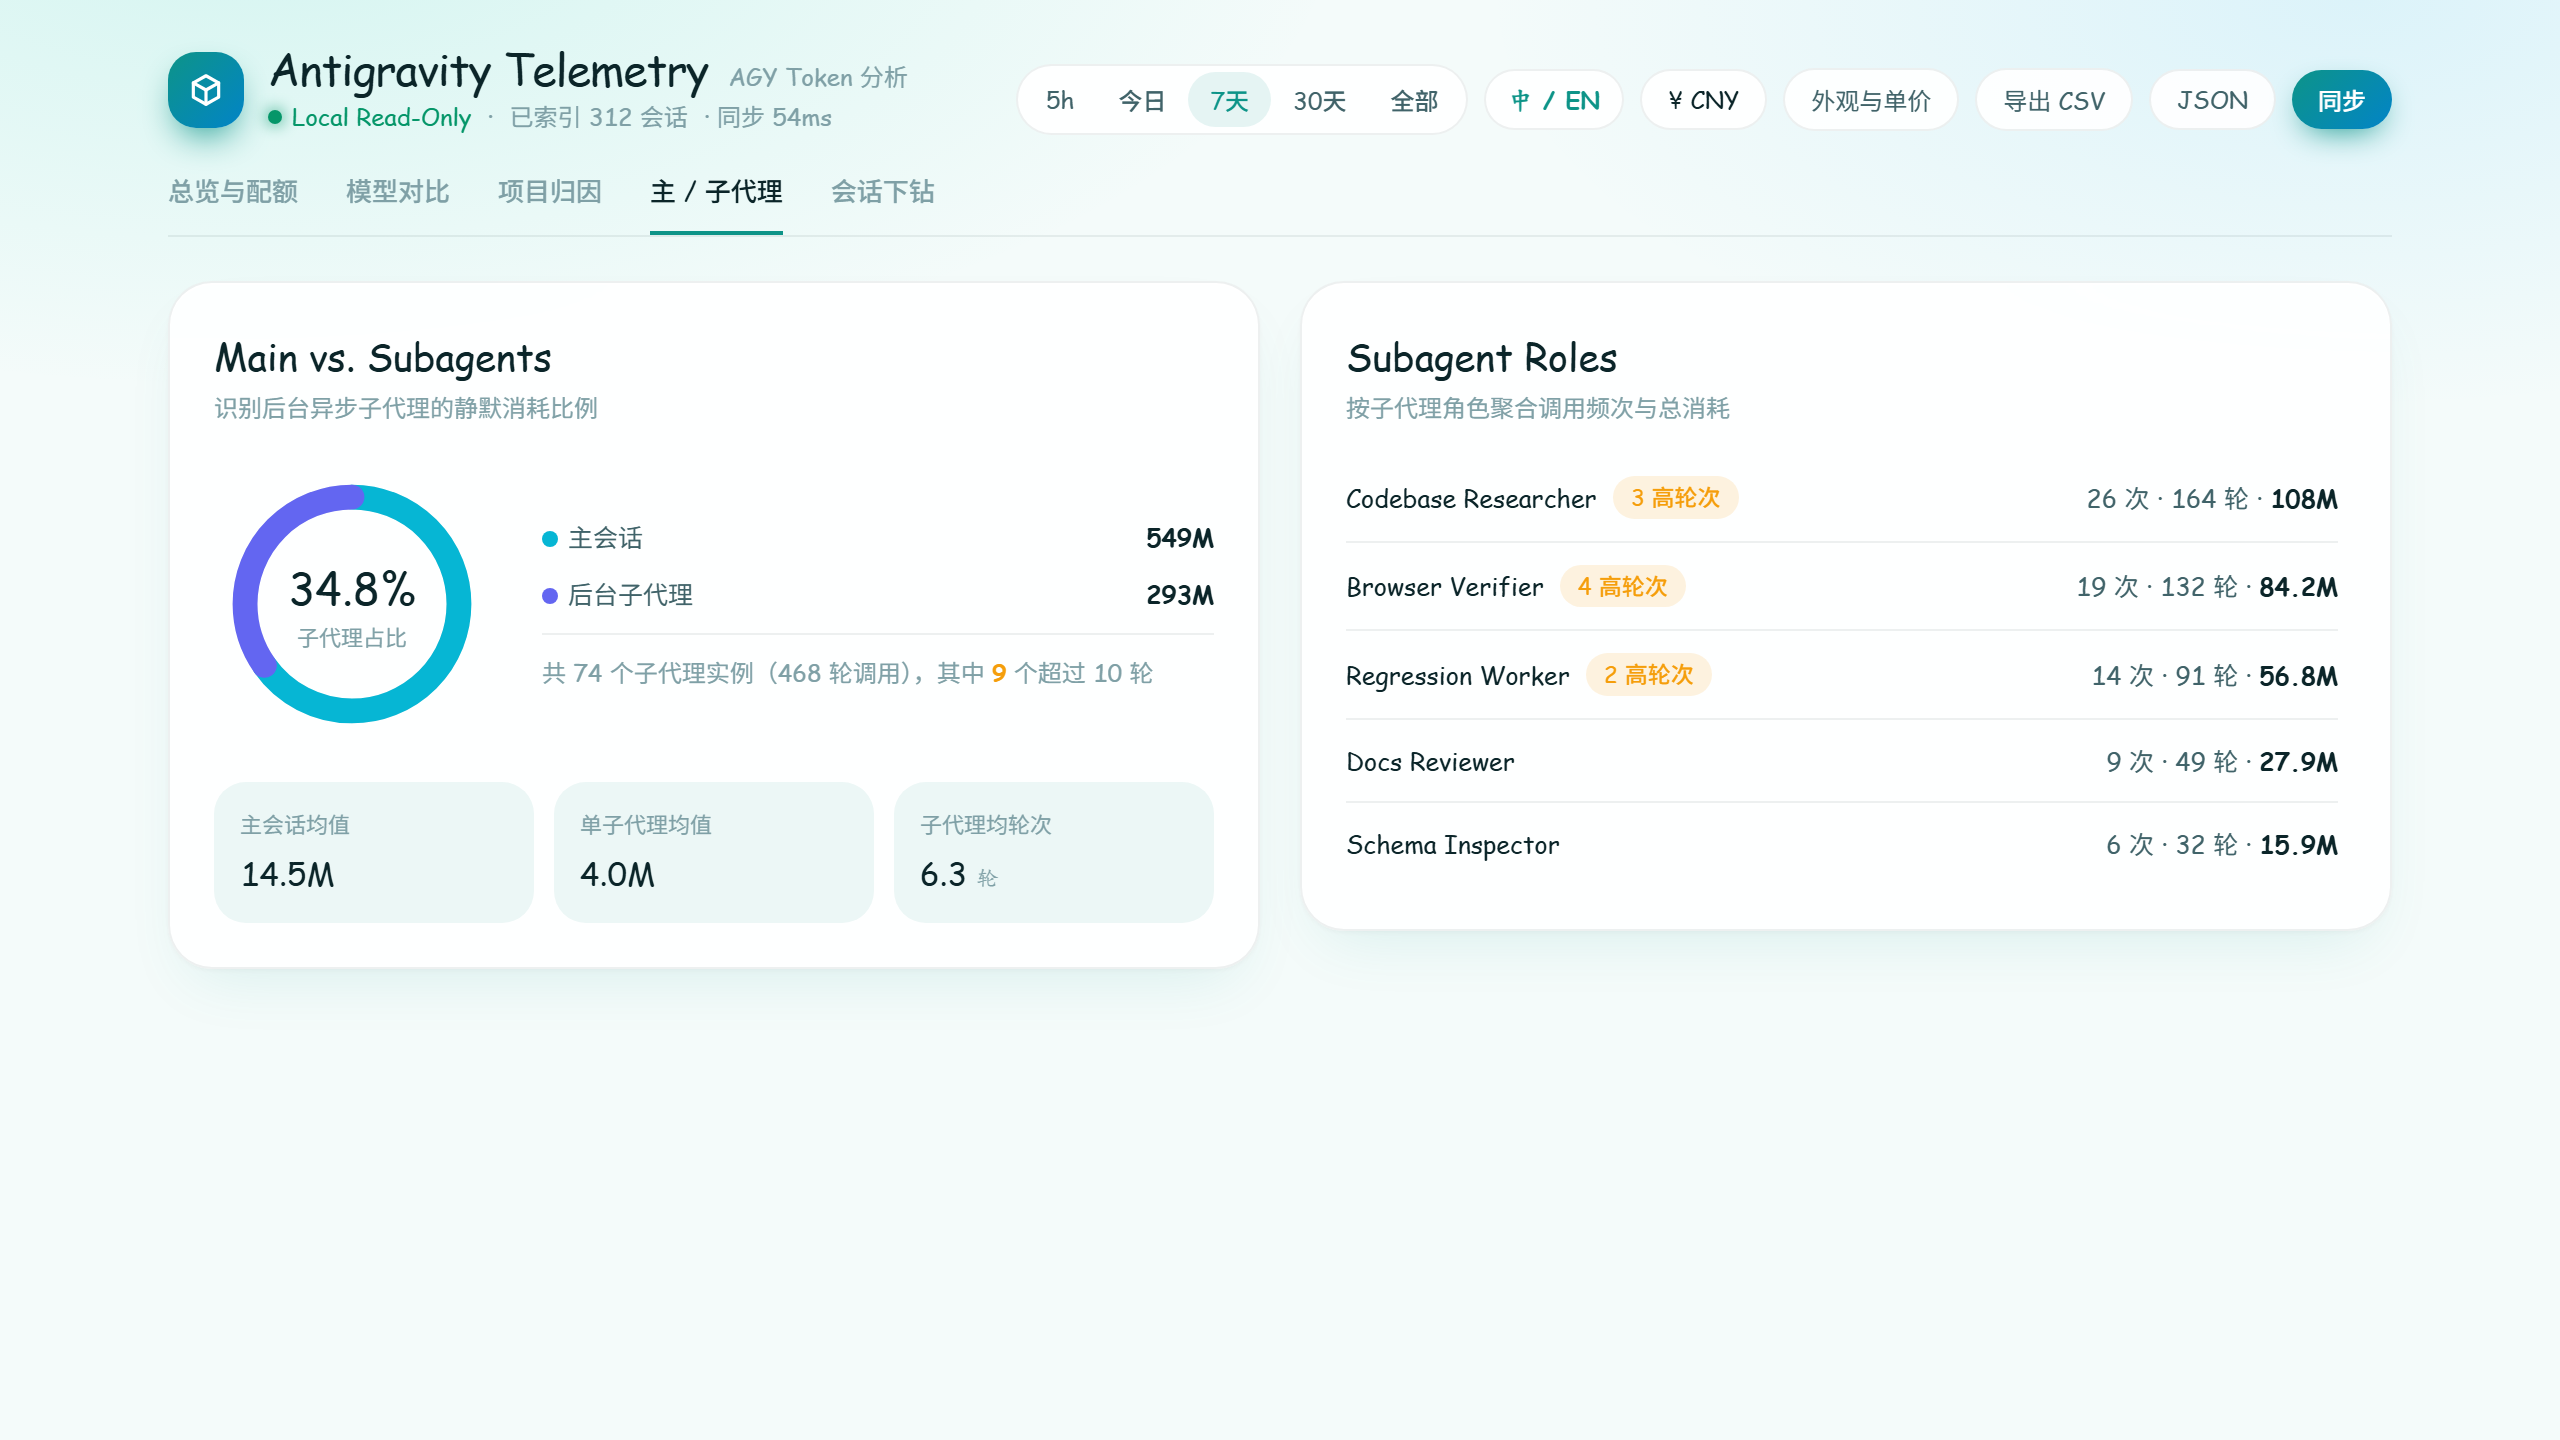 Antigravity Telemetry AGY Token 分析
Local Read-Only · 已索引 312 会话 · 同步 54ms
5h 今日 7天 30天 全部 中 / EN ¥ CNY 外观与单价 导出 CSV JSON 同步
总览与配额 模型对比 项目归因 主 / 子代理 会话下钻
Main vs. Subagents
识别后台异步子代理的静默消耗比例
34.8%
子代理占比
主会话 549M
后台子代理 293M
共 74 个子代理实例（468 轮调用），其中 9 个超过 10 轮
主会话均值
14.5M
单子代理均值
4.0M
子代理均轮次
6.3 轮
Subagent Roles
按子代理角色聚合调用频次与总消耗
Codebase Researcher 3 高轮次 26 次 · 164 轮 · 108M
Browser Verifier 4 高轮次 19 次 · 132 轮 · 84.2M
Regression Worker 2 高轮次 14 次 · 91 轮 · 56.8M
Docs Reviewer 9 次 · 49 轮 · 27.9M
Schema Inspector 6 次 · 32 轮 · 15.9M